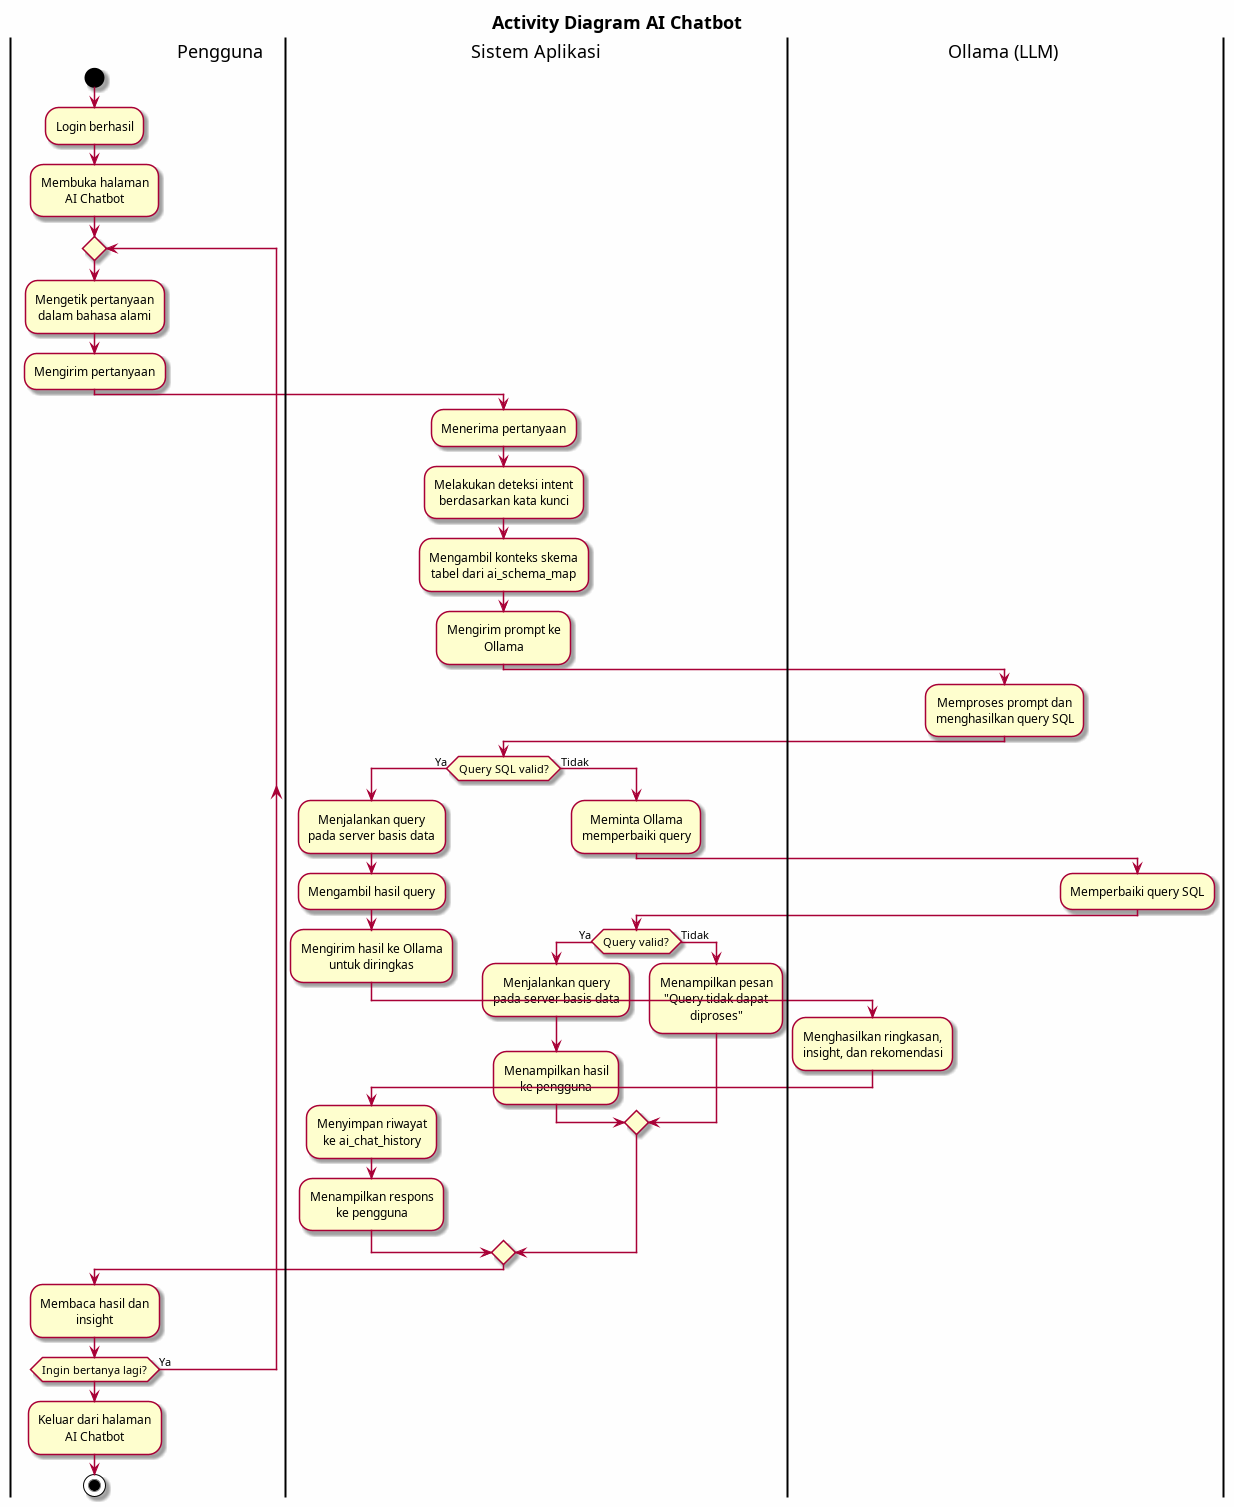 Activity Diagram AI Chatbot
Pengguna
Sistem Aplikasi
Ollama (LLM)
Login berhasil
Membuka halaman
AI Chatbot
Mengetik pertanyaan
dalam bahasa alami
Mengirim pertanyaan
Menerima pertanyaan
Melakukan deteksi intent
berdasarkan kata kunci
Mengambil konteks skema
tabel dari ai_schema_map
Mengirim prompt ke
Ollama
Memproses prompt dan
menghasilkan query SQL
Ya
Query SQL valid?
Tidak
Menjalankan query
pada server basis data
Meminta Ollama
memperbaiki query
Mengambil hasil query
Memperbaiki query SQL
Mengirim hasil ke Ollama
untuk diringkas
Ya
Query valid?
Tidak
Menjalankan query
pada server basis data
Menampilkan pesan
"Query tidak dapat
diproses"
Menghasilkan ringkasan,
insight, dan rekomendasi
Menampilkan hasil
ke pengguna
Menyimpan riwayat
ke ai_chat_history
Menampilkan respons
ke pengguna
Membaca hasil dan
insight
Ingin bertanya lagi?
Ya
Keluar dari halaman
AI Chatbot